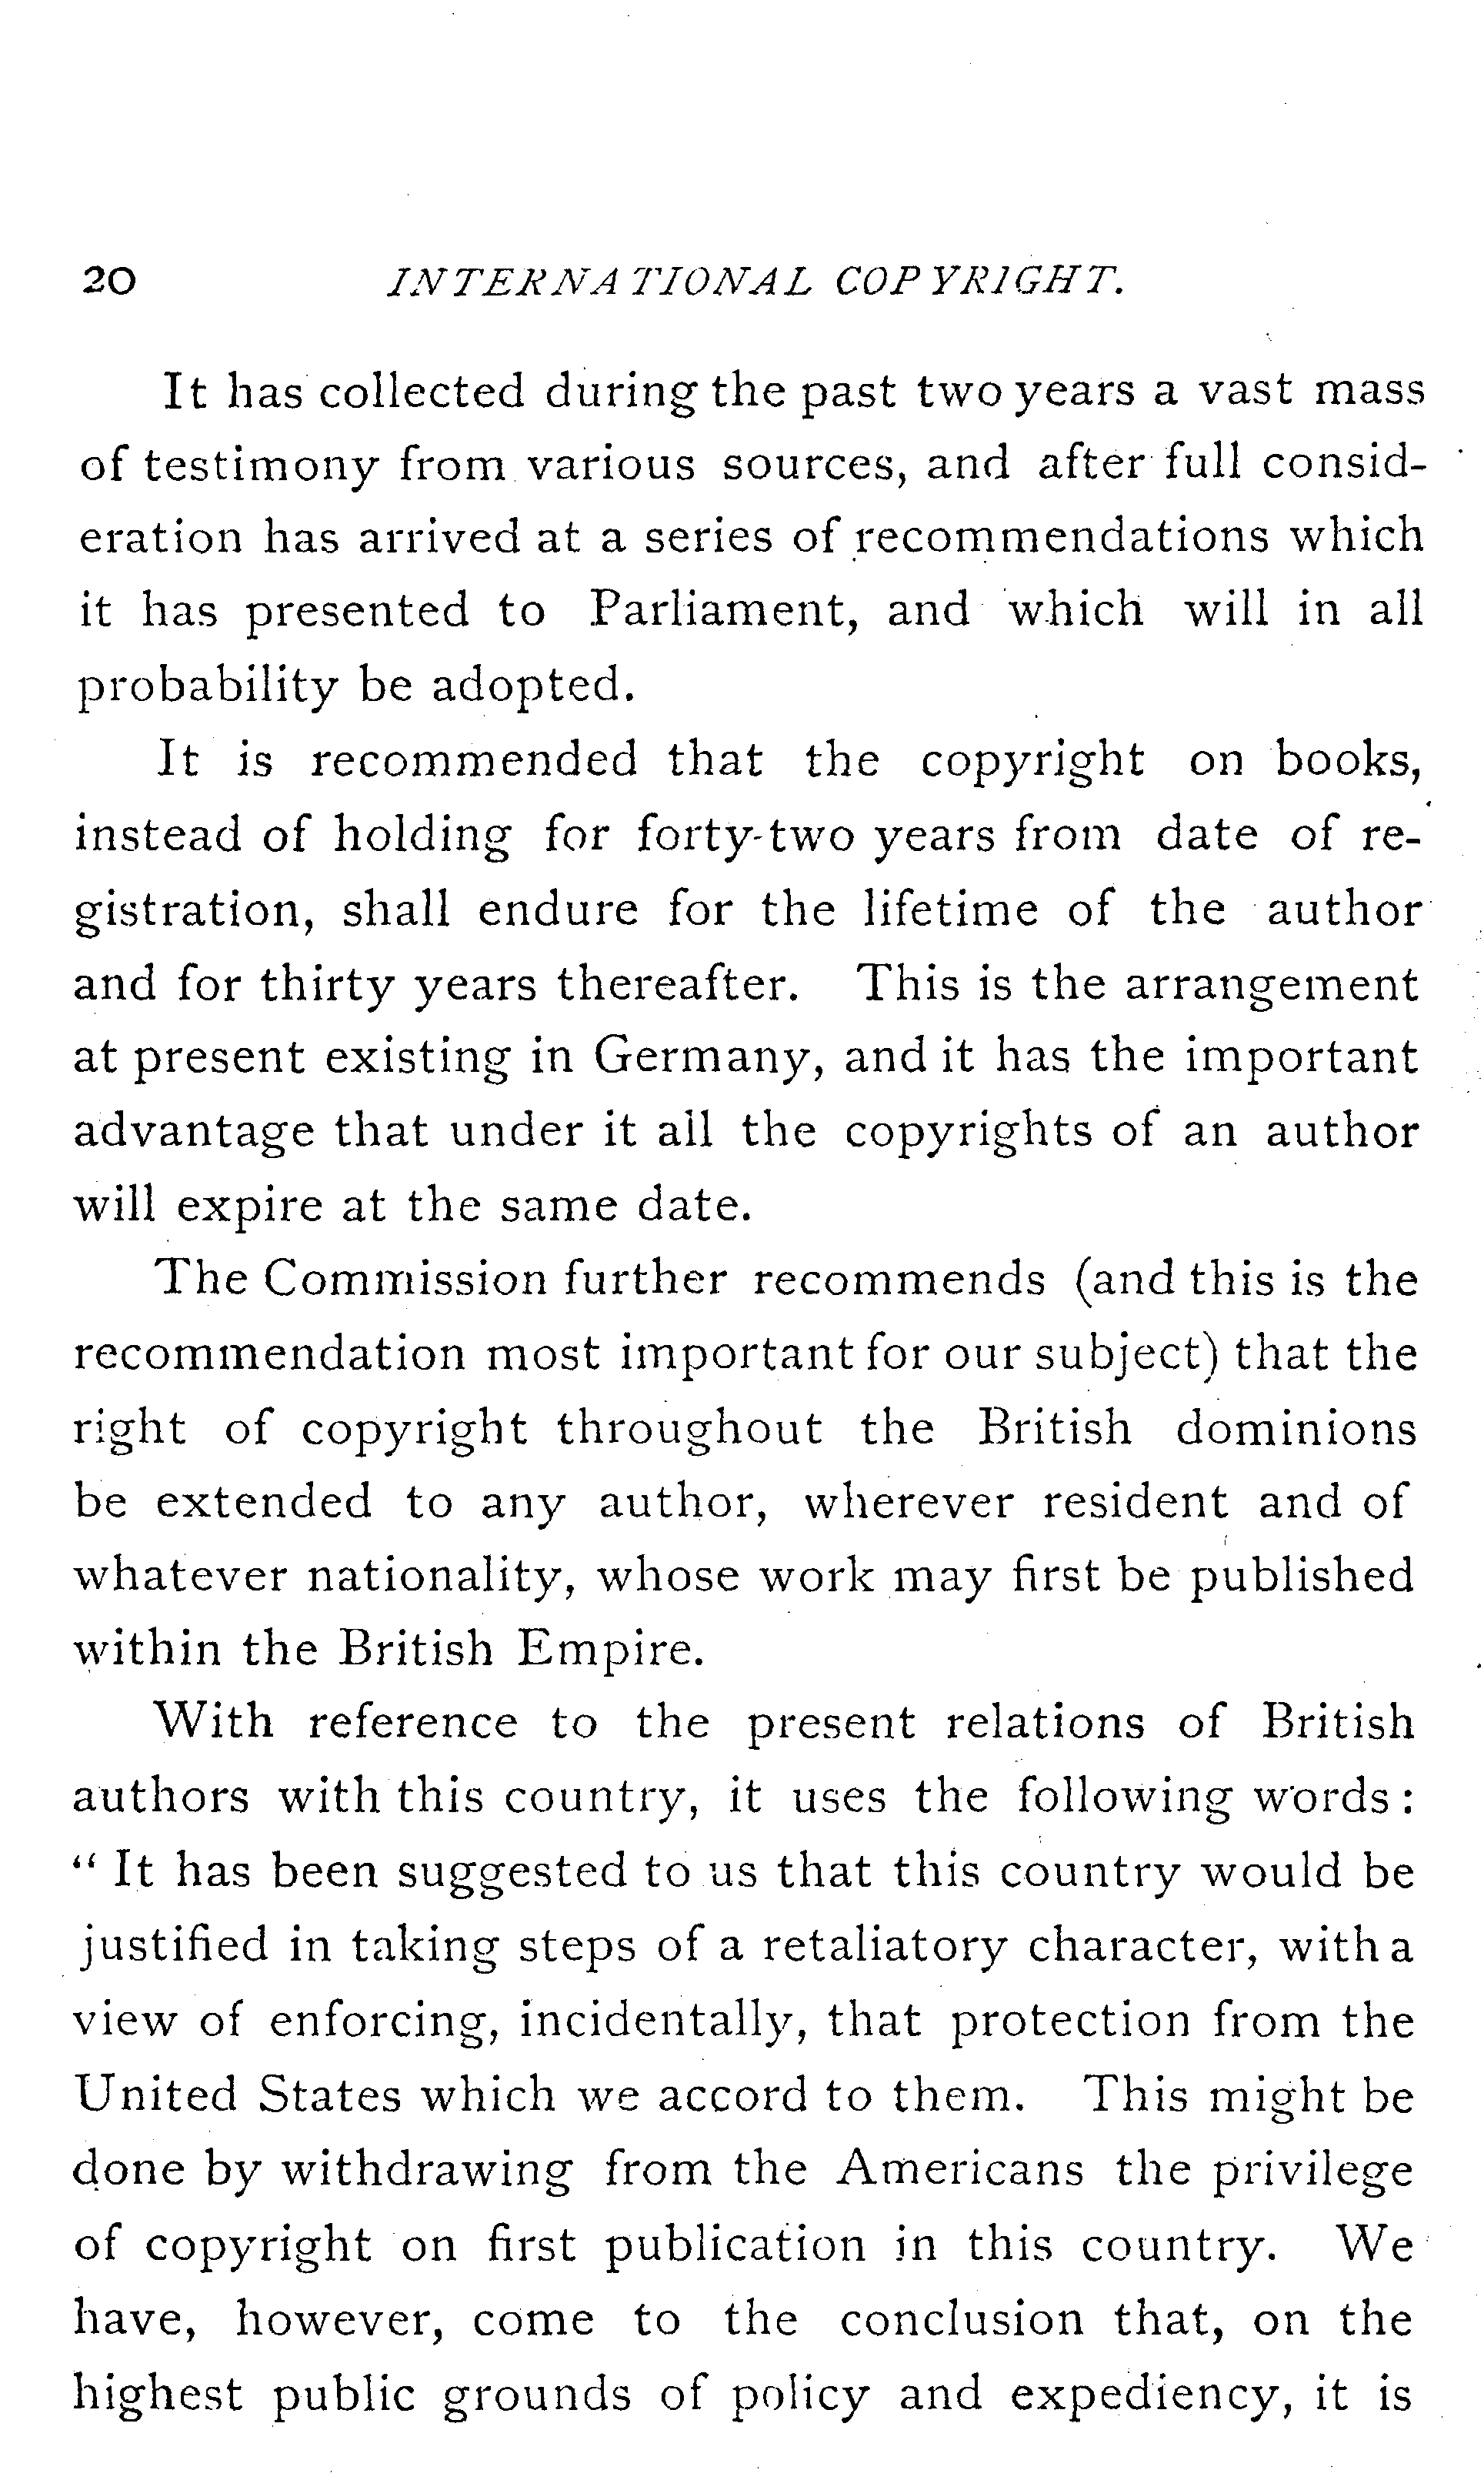 20 INTERNATIONAL COPYRIGHT.
It has collected during the past two years a vast mass
of testimony from various sources, and after full consid-
eration has arrived at a series of recommendations which
it has presented to Parliament, and which will in all
probability be adopted.
It is recommended that the copyright on books,
instead of holding for forty-two years from date of re-
gistration, shall endure for the lifetime of the author
and for thirty years thereafter. This is the arrangement
at present existing in Germany, and it has the important
advantage that under it all the copyrights of an author
will expire at the same date.
The Commission further recommends (and this is the
recommendation most important for our subject) that the
right of copyright throughout the British dominions
be extended to any author, wherever resident and of
whatever nationality, whose work may first be published
within the British Empire.
With reference to the present relations of British
authors with this country, it uses the following words:
“ It has been suggested to us that this country would be
justified in taking steps of a retaliatory character, with a
view of enforcing, incidentally, that protection from the
United States which we accord to them. This might be
done by withdrawing from the Americans the privilege
of copyright on first publication in this country. We
have, however, come to the conclusion that, on the
highest public grounds of policy and expediency, it is